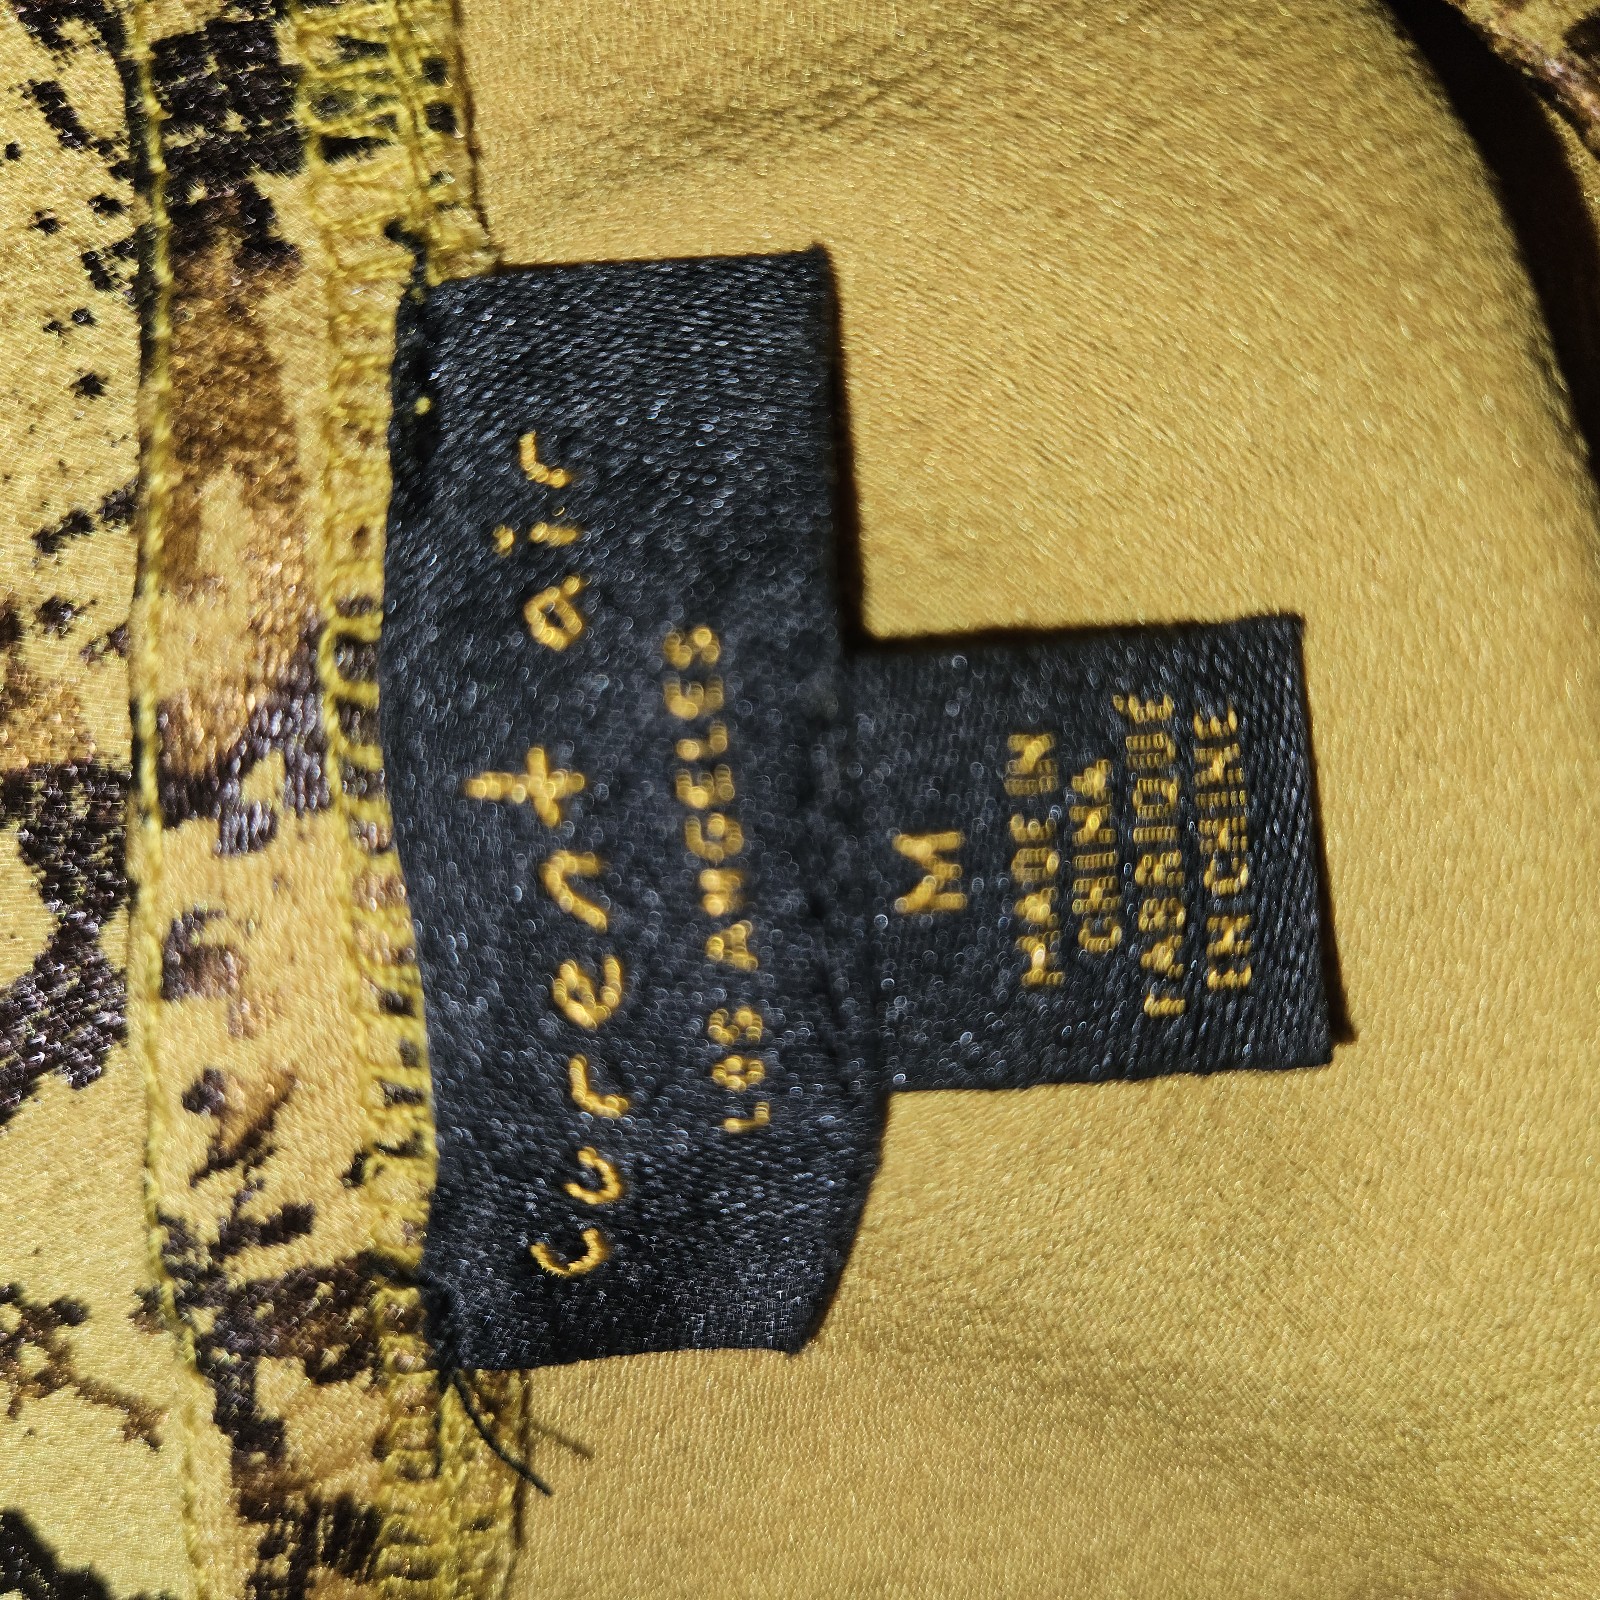 current air
LOS ANGELES
M
MADE IN
CHINA
FABRIQUÉ
EN CHINE